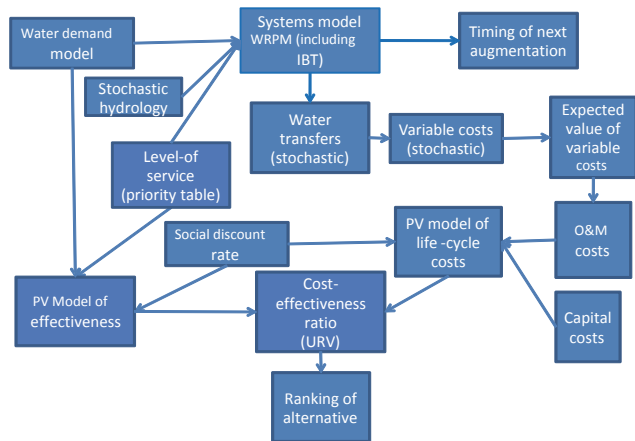 Water demand
model
Systems model
WRPM (including
IBT)
Timing of next
augmentation
Stochastic
hydrology
Water
transfers
(stochastic)
Variable costs
(stochastic)
Expected
value of
variable
costs
Level-of
service
(priority table)
Social discount
rate
PV model of
life -cycle
costs
O&M
costs
PV Model of
effectiveness
Cost-
effectiveness
ratio
(URV)
Capital
costs
Ranking of
alternative